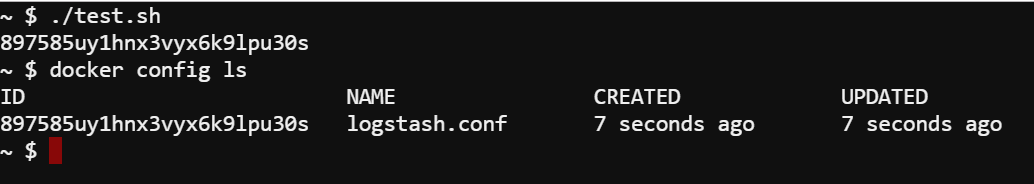 ~ $ ./test.sh
897585uy1hnx3vyx6k9lpu30s
~ $ docker config ls
ID NAME CREATED UPDATED
897585uy1hnx3vyx6k9lpu30s logstash.conf 7 seconds ago 7 seconds ago
~ $